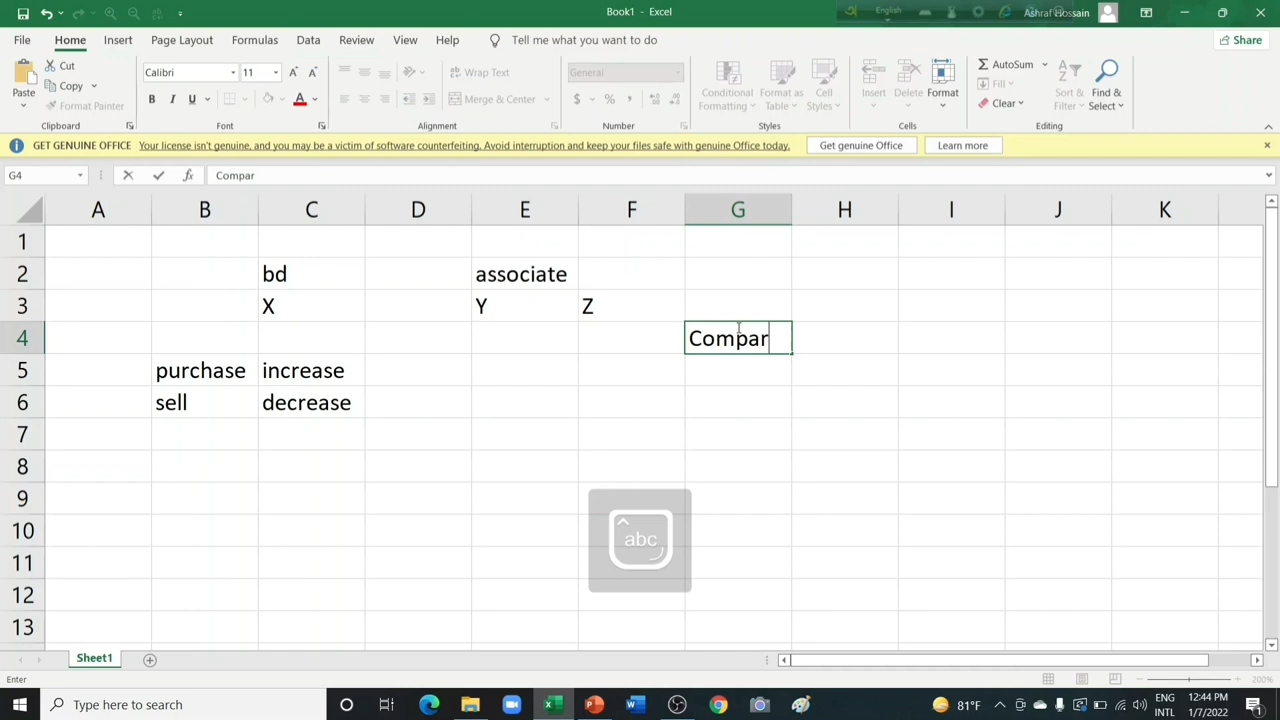 Book1 - Excel
English
Ashraf Hossain
File Home Insert Page Layout Formulas Data Review View Help Tell me what you want to do Share
Paste
Cut
Copy
Format Painter
Clipboard
Calibri 11
B I U
Font
Wrap Text
Merge & Center
Alignment
General
$ % ,
Number
Conditional Formatting
Format as Table
Cell Styles
Styles
Insert
Delete
Format
Cells
AutoSum
Fill
Clear
Sort & Filter
Find & Select
Editing
GET GENUINE OFFICE Your license isn't genuine, and you may be a victim of software counterfeiting. Avoid interruption and keep your files safe with genuine Office today. Get genuine Office Learn more
G4 fx Compar
A B C D E F G H I J K
1
2 bd associate
3 X Y Z
4 Compar
5 purchase increase
6 sell decrease
7
8
9
10
11
12
13
abc
Sheet1
Enter 200%
Type here to search
81°F
ENG
INTL
12:44 PM
1/7/2022
1